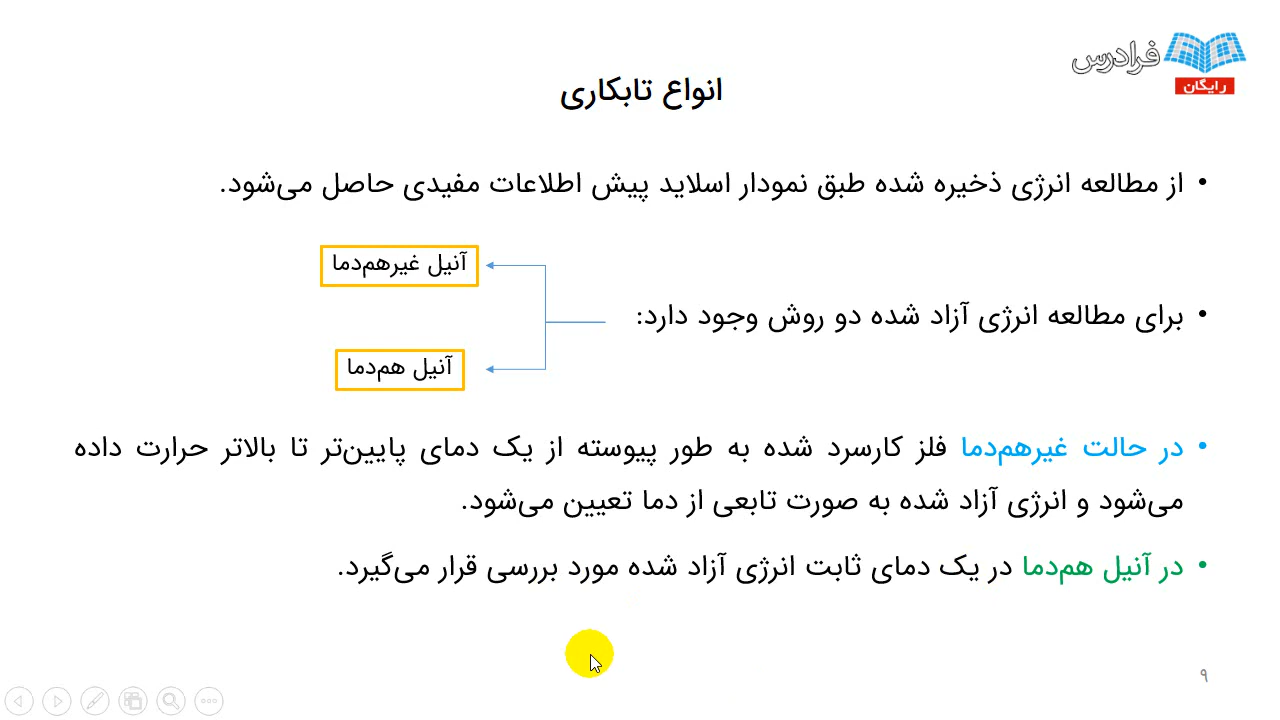 فرادرس
رایگان
انواع تابکاری
• از مطالعه انرژی ذخیره شده طبق نمودار اسلاید پیش اطلاعات مفیدی حاصل می‌شود.
آنیل غیرهم‌دما
• برای مطالعه انرژی آزاد شده دو روش وجود دارد:
آنیل هم‌دما
• در حالت غیرهم‌دما فلز کارسرد شده به طور پیوسته از یک دمای پایین‌تر تا بالاتر حرارت داده
می‌شود و انرژی آزاد شده به صورت تابعی از دما تعیین می‌شود.
• در آنیل هم‌دما در یک دمای ثابت انرژی آزاد شده مورد بررسی قرار می‌گیرد.
۹